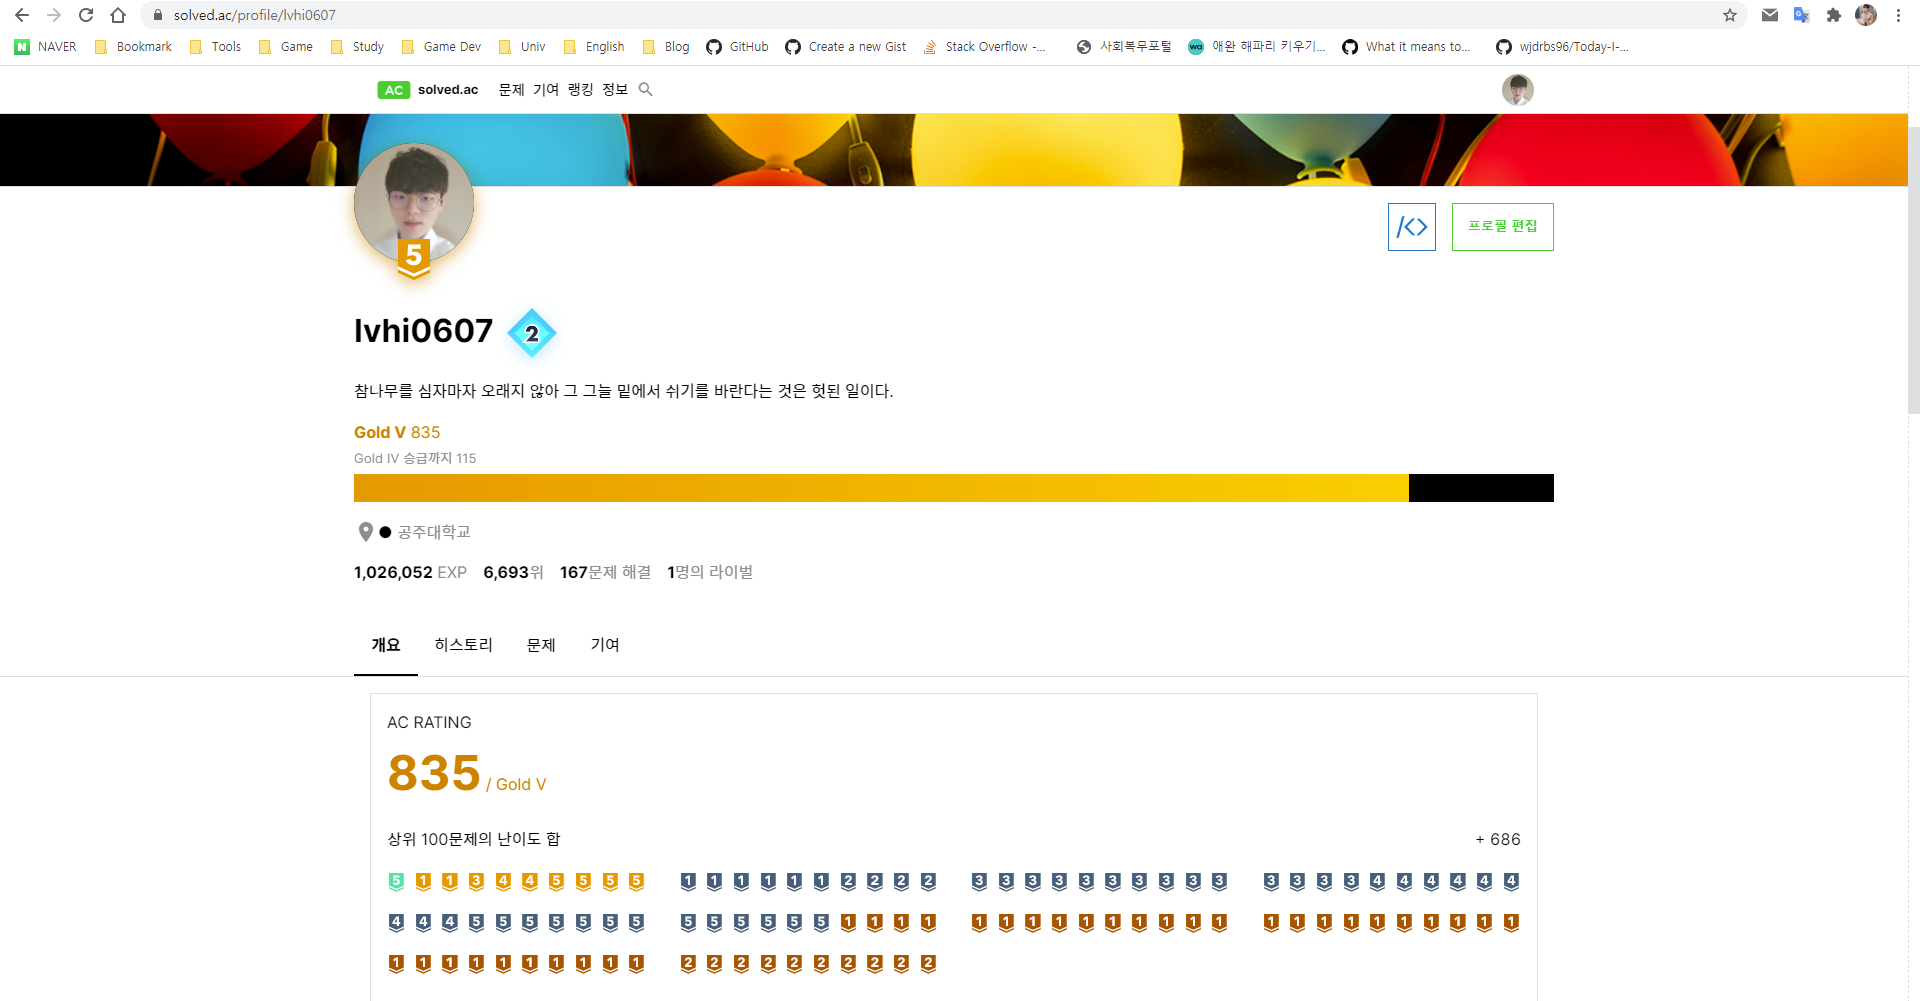 solved.ac/profile/lvhi0607
NAVER Bookmark Tools Game Study Game Dev Univ English Blog GitHub Create a new Gist Stack Overflow -... 사회복무포털 애완 해파리 키우기... What it means to... wjdrbs96/Today-I-...
AC solved.ac 문제 기여 랭킹 정보
5
/<> 프로필 편집
lvhi0607 2
참나무를 심자마자 오래지 않아 그 그늘 밑에서 쉬기를 바란다는 것은 헛된 일이다.
Gold V 835
Gold IV 승급까지 115
공주대학교
1,026,052 EXP 6,693위 167문제 해결 1명의 라이벌
개요 히스토리 문제 기여
AC RATING
835 / Gold V
상위 100문제의 난이도 합 + 686
5 1 1 3 4 4 5 5 5 5 1 1 1 1 1 1 2 2 2 2 3 3 3 3 3 3 3 3 3 3 3 3 3 3 4 4 4 4 4 4
4 4 4 5 5 5 5 5 5 5 5 5 5 5 5 5 1 1 1 1 1 1 1 1 1 1 1 1 1 1 1 1 1 1 1 1 1 1 1 1
1 1 1 1 1 1 1 1 1 1 2 2 2 2 2 2 2 2 2 2